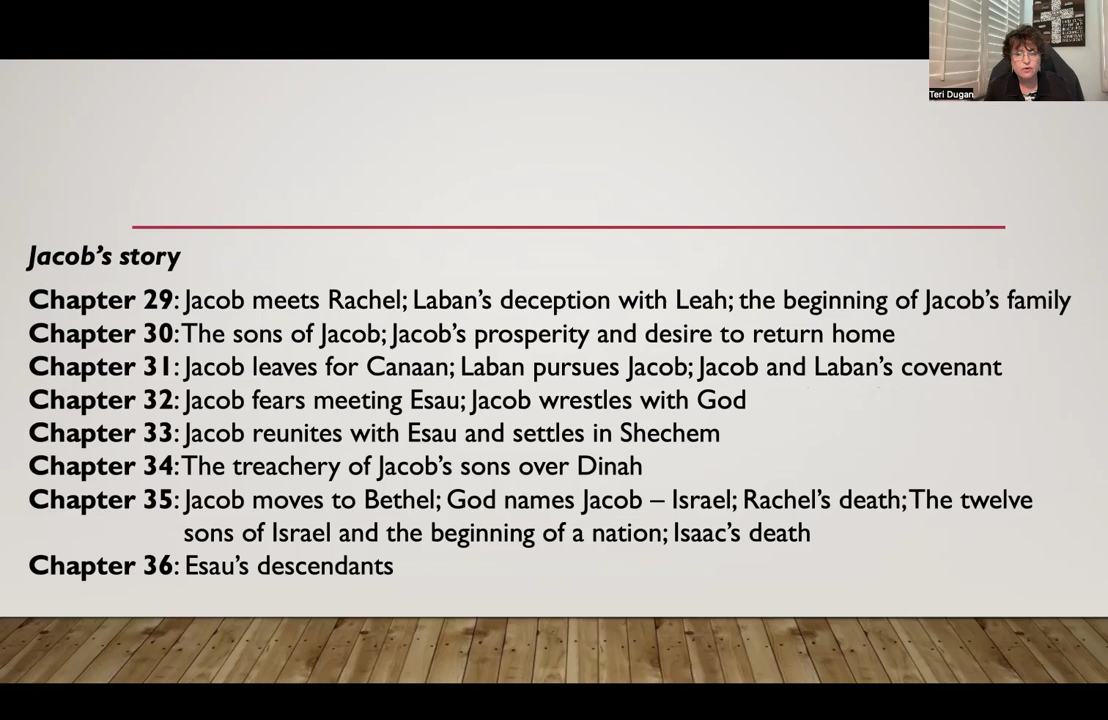 Teri Dugan
Jacob's story
Chapter 29: Jacob meets Rachel; Laban's deception with Leah; the beginning of Jacob's family
Chapter 30: The sons of Jacob; Jacob's prosperity and desire to return home
Chapter 31: Jacob leaves for Canaan; Laban pursues Jacob; Jacob and Laban's covenant
Chapter 32: Jacob fears meeting Esau; Jacob wrestles with God
Chapter 33: Jacob reunites with Esau and settles in Shechem
Chapter 34: The treachery of Jacob's sons over Dinah
Chapter 35: Jacob moves to Bethel; God names Jacob – Israel; Rachel's death; The twelve
sons of Israel and the beginning of a nation; Isaac's death
Chapter 36: Esau's descendants